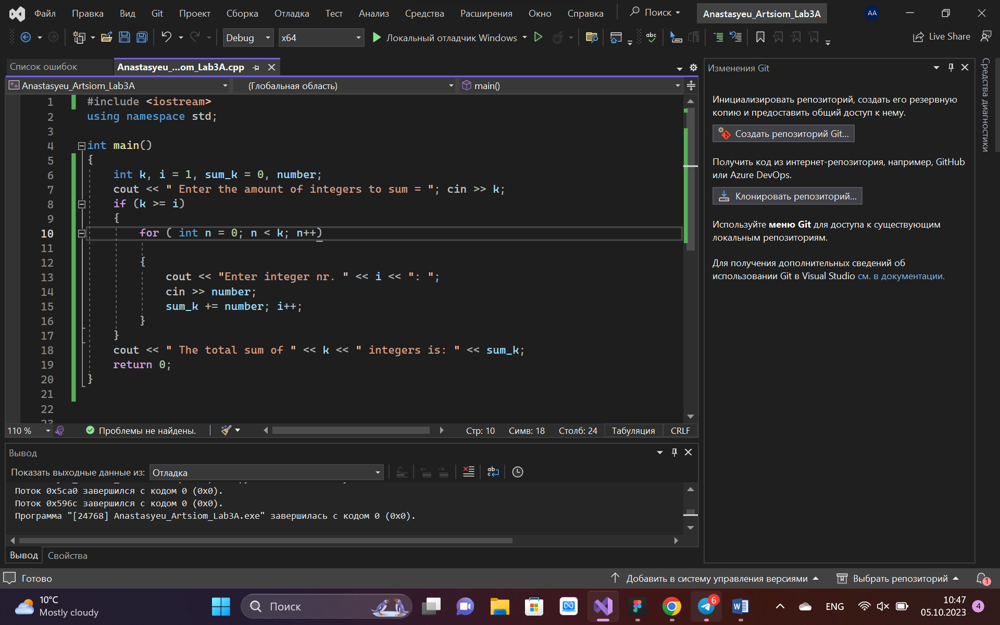 Файл Правка Вид Git Проект Сборка Отладка Тест Анализ Средства Расширения Окно Справка Поиск Anastasyeu_Artsiom_Lab3A AA
Debug x64 Локальный отладчик Windows abc Live Share
Список ошибок Anastasyeu_...om_Lab3A.cpp
Anastasyeu_Artsiom_Lab3A (Глобальная область) main()
1 #include <iostream>
2 using namespace std;
3
4 int main()
5 {
6 int k, i = 1, sum_k = 0, number;
7 cout << " Enter the amount of integers to sum = "; cin >> k;
8 if (k >= i)
9 {
10 for ( int n = 0; n < k; n++)
11
12 {
13 cout << "Enter integer nr. " << i << ": ";
14 cin >> number;
15 sum_k += number; i++;
16 }
17 }
18 cout << " The total sum of " << k << " integers is: " << sum_k;
19 return 0;
20 }
21
22
23
110 % Проблемы не найдены. Стр: 10 Симв: 18 Столб: 24 Табуляция CRLF
Вывод
Показать выходные данные из: Отладка
Поток 0x5ca0 завершился с кодом 0 (0x0).
Поток 0x596c завершился с кодом 0 (0x0).
Программа "[24768] Anastasyeu_Artsiom_Lab3A.exe" завершилась с кодом 0 (0x0).
Вывод Свойства
Изменения Git
Инициализировать репозиторий, создать его резервную
копию и предоставить общий доступ к нему.
Создать репозиторий Git...
Получить код из интернет-репозитория, например, GitHub
или Azure DevOps.
Клонировать репозиторий...
Используйте меню Git для доступа к существующим
локальным репозиториям.
Для получения дополнительных сведений об
использовании Git в Visual Studio см. в документации.
Средства диагностики
Готово Добавить в систему управления версиями Выбрать репозиторий 1
10°C
Mostly cloudy
Поиск
6
ENG
10:47
05.10.2023
4